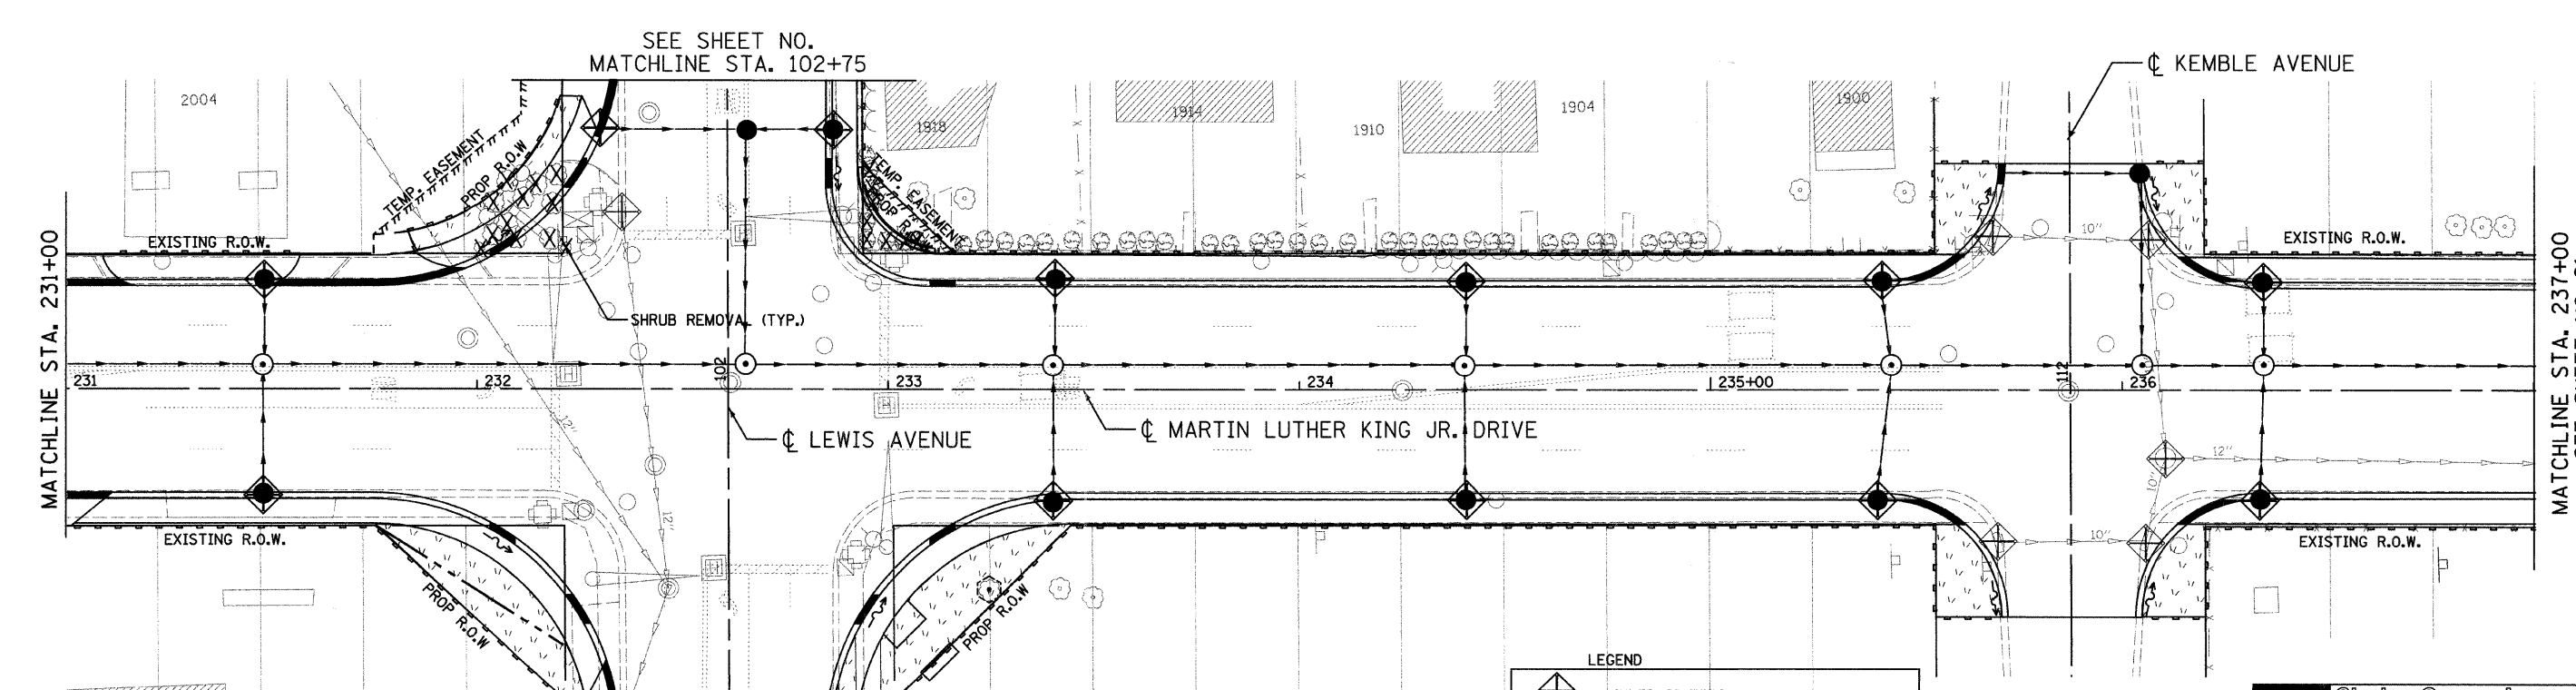 SEE SHEET NO.
MATCHLINE STA. 102+75
℄ KEMBLE AVENUE
2004
1918
1914
1910
1904
1900
TEMP. EASEMENT
PROP R.O.W
TEMP. EASEMENT
PROP R.O.W
EXISTING R.O.W.
EXISTING R.O.W.
10"
MATCHLINE STA. 231+00
MATCHLINE STA. 237+00
SHRUB REMOVAL (TYP.)
231
232
102
233
234
235+00
112
236
12"
℄ LEWIS AVENUE
℄ MARTIN LUTHER KING JR. DRIVE
12"
10"
12"
10"
EXISTING R.O.W.
EXISTING R.O.W.
PROP R.O.W
PROP R.O.W
LEGEND